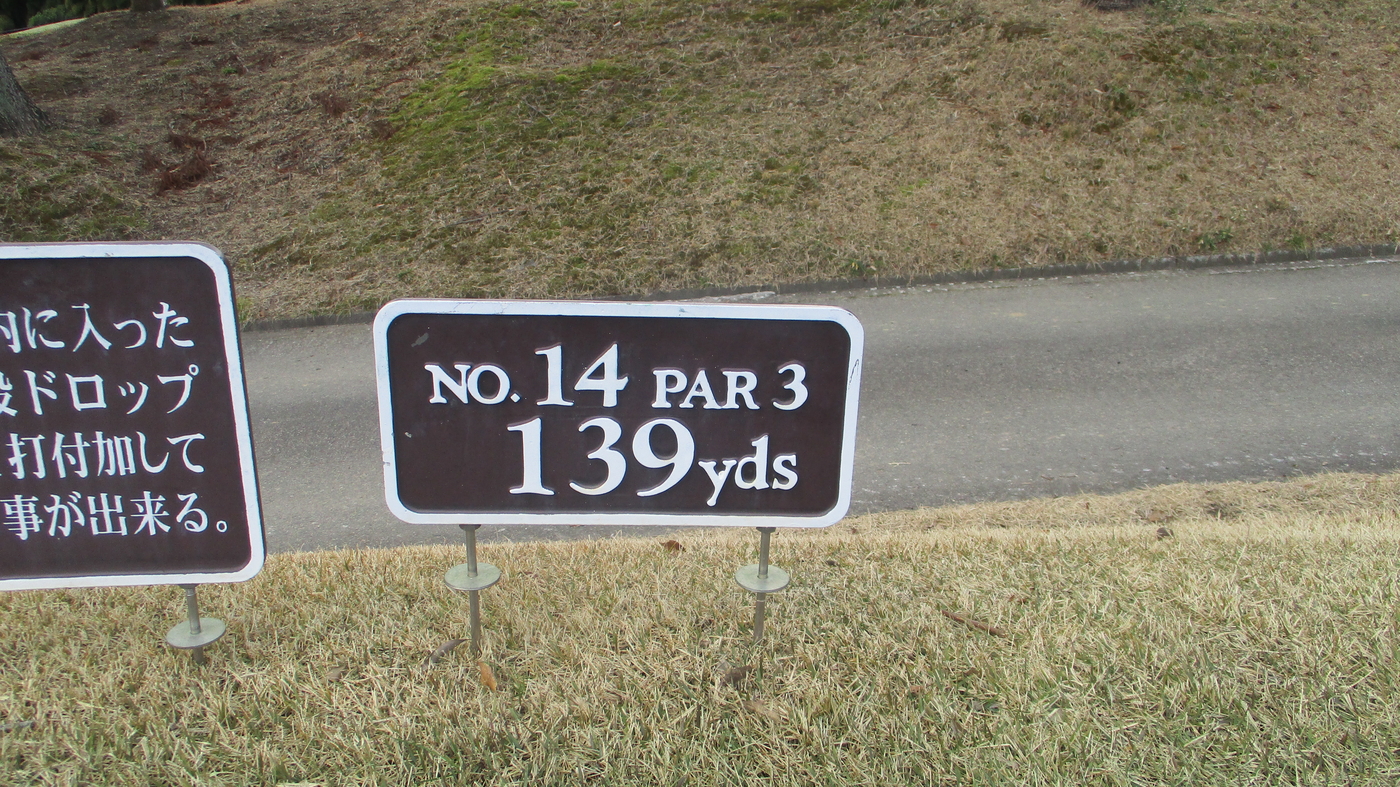 内に入った
ドロップ
打付加して
事が出来る。
NO. 14 PAR 3
139yds